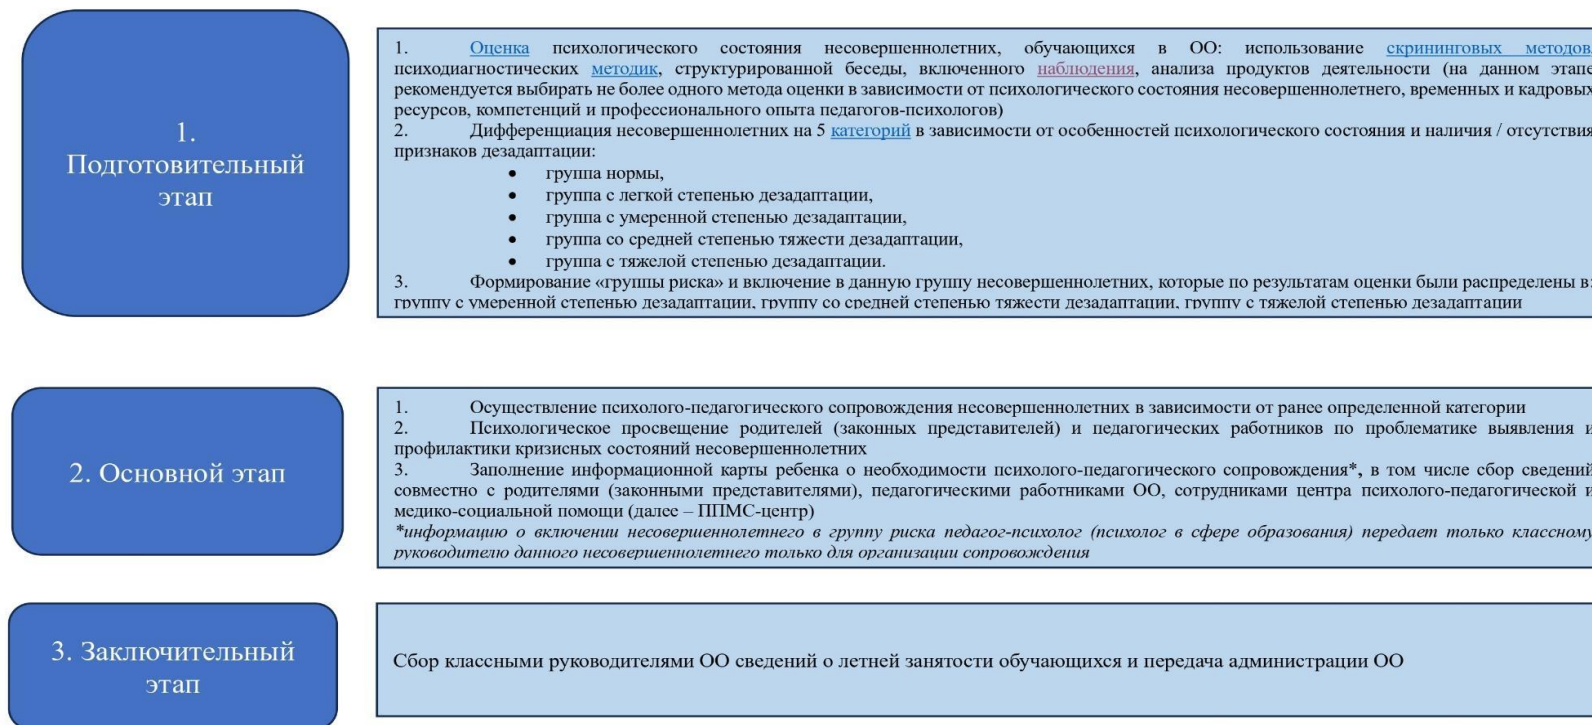 1.
Подготовительный
этап
1. Оценка психологического состояния несовершеннолетних, обучающихся в ОО: использование скрининговых методов,
психодиагностических методик, структурированной беседы, включенного наблюдения, анализа продуктов деятельности (на данном этапе
рекомендуется выбирать не более одного метода оценки в зависимости от психологического состояния несовершеннолетнего, временных и кадровых
ресурсов, компетенций и профессионального опыта педагогов-психологов)
2. Дифференциация несовершеннолетних на 5 категорий в зависимости от особенностей психологического состояния и наличия / отсутствия
признаков дезадаптации:
• группа нормы,
• группа с легкой степенью дезадаптации,
• группа с умеренной степенью дезадаптации,
• группа со средней степенью тяжести дезадаптации,
• группа с тяжелой степенью дезадаптации.
3. Формирование «группы риска» и включение в данную группу несовершеннолетних, которые по результатам оценки были распределены в:
группу с умеренной степенью дезадаптации, группу со средней степенью тяжести дезадаптации, группу с тяжелой степенью дезадаптации
2. Основной этап
1. Осуществление психолого-педагогического сопровождения несовершеннолетних в зависимости от ранее определенной категории
2. Психологическое просвещение родителей (законных представителей) и педагогических работников по проблематике выявления и
профилактики кризисных состояний несовершеннолетних
3. Заполнение информационной карты ребенка о необходимости психолого-педагогического сопровождения*, в том числе сбор сведений
совместно с родителями (законными представителями), педагогическими работниками ОО, сотрудниками центра психолого-педагогической и
медико-социальной помощи (далее – ППМС-центр)
*информацию о включении несовершеннолетнего в группу риска педагог-психолог (психолог в сфере образования) передает только классному
руководителю данного несовершеннолетнего только для организации сопровождения
3. Заключительный
этап
Сбор классными руководителями ОО сведений о летней занятости обучающихся и передача администрации ОО